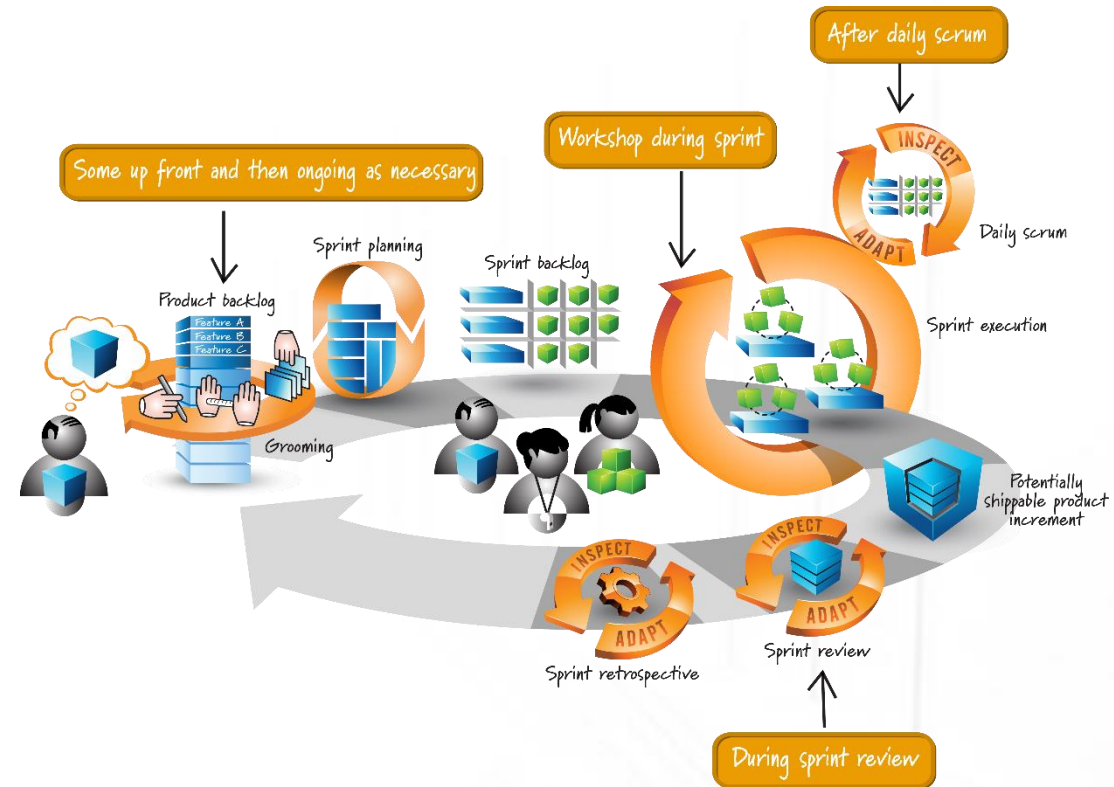 After daily scrum
Workshop during sprint
Some up front and then ongoing as necessary
INSPECT
ADAPT
Daily scrum
Sprint planning
Sprint backlog
Product backlog
Feature A
Feature B
Feature C
Sprint execution
Grooming
Potentially
shippable product
increment
INSPECT
ADAPT
Sprint retrospective
INSPECT
ADAPT
Sprint review
During sprint review